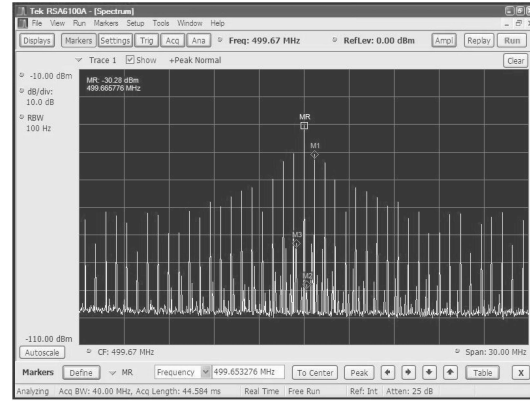 Tek RSA6100A - [Spectrum]
File View Run Markers Setup Tools Window Help
Displays Markers Settings Trig Acq Ana Freq: 499.67 MHz RefLev: 0.00 dBm Ampl Replay Run
Trace 1 Show +Peak Normal Clear
-10.00 dBm
dB/div:
10.0 dB
RBW
100 Hz
MR: -30.28 dBm
499.665776 MHz
MR
M1
M3
M2
-110.00 dBm
Autoscale CF: 499.67 MHz Span: 30.00 MHz
Markers Define MR Frequency 499.653276 MHz To Center Peak Table X
Analyzing Acq BW: 40.00 MHz, Acq Length: 44.584 ms Real Time Free Run Ref: Int Atten: 25 dB